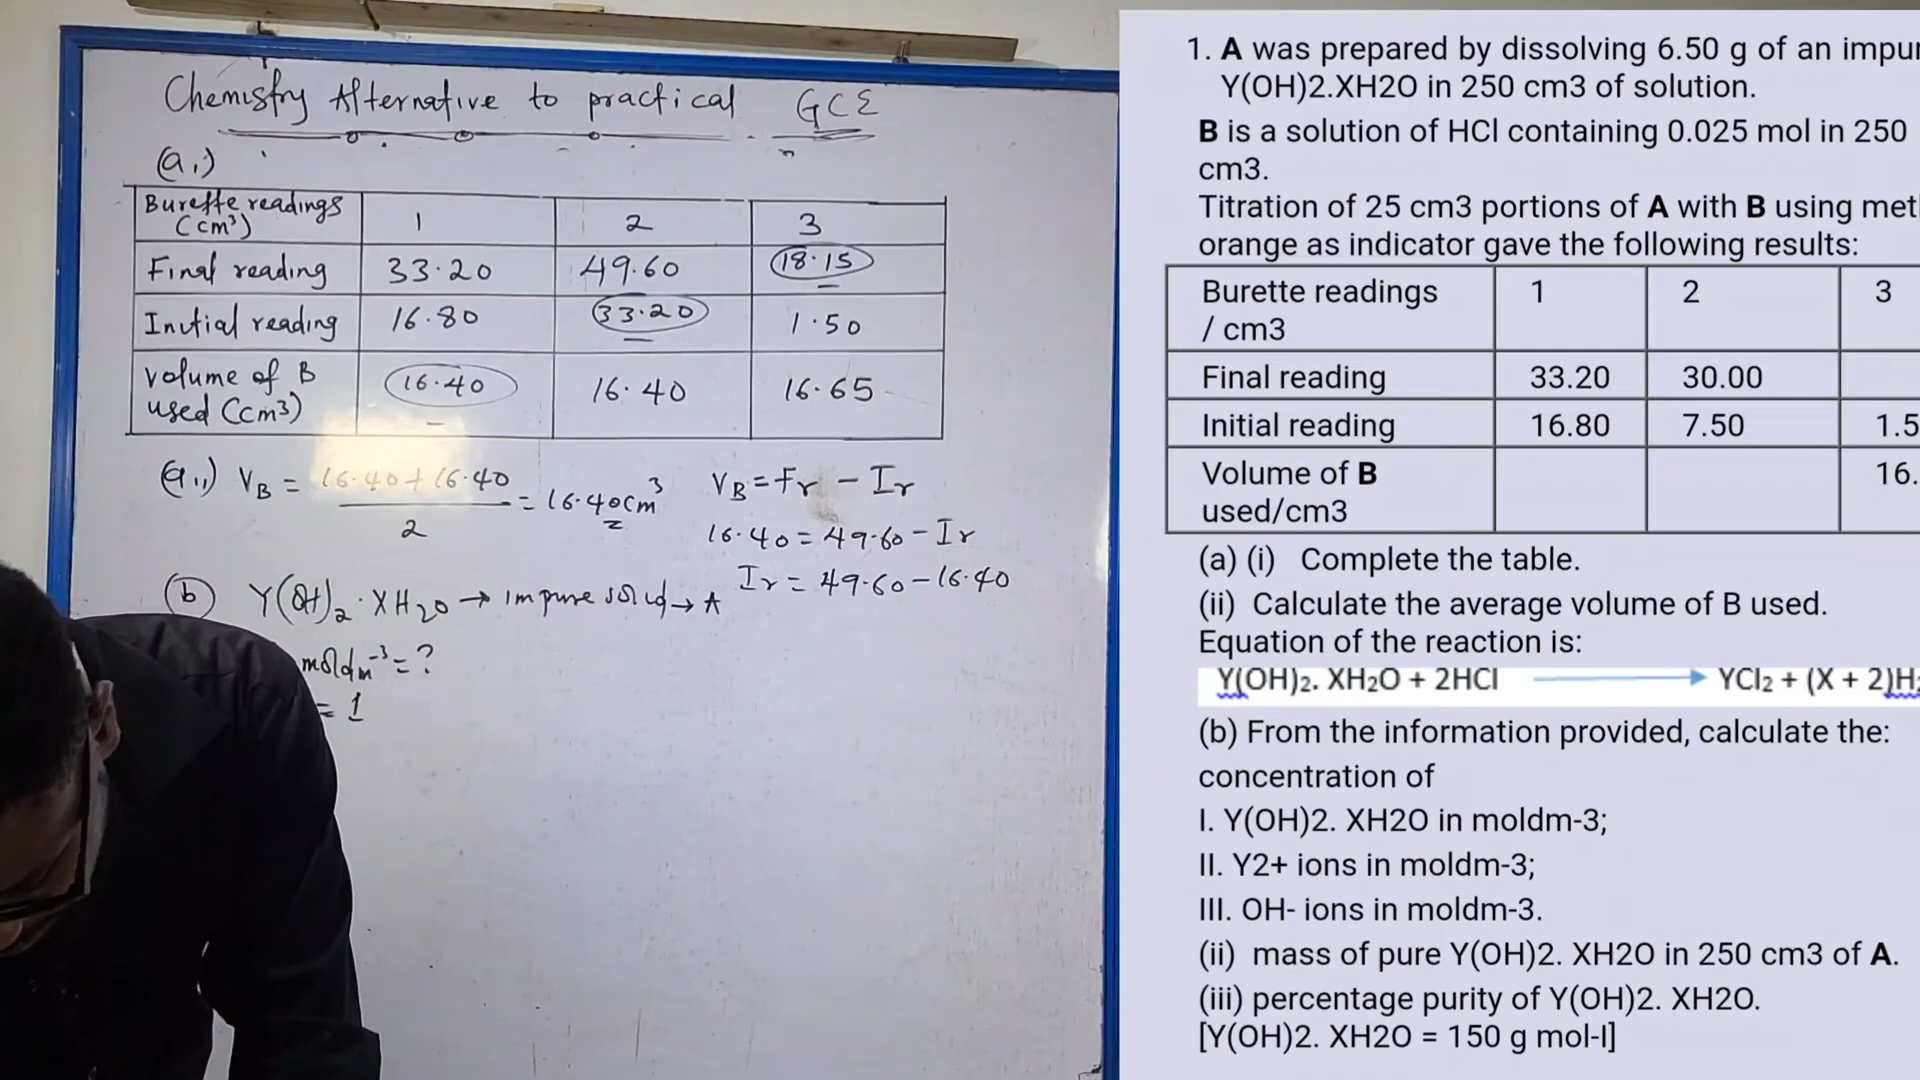 Chemistry Alternative to practical GCE
(a,i)
Burette readings (cm³) 1 2 3
Final reading 33.20 49.60 18.15
Initial reading 16.80 33.20 1.50
volume of B used (cm3) 16.40 16.40 16.65
(a,,) VB = 16.40 + 16.40 / 2 = 16.40cm³
VB = Fr - Ir
16.40 = 49.60 - Ir
Ir = 49.60 - 16.40
(b) Y(OH)2 · XH2O → impure solid → A
moldm⁻³ = ?
= 1
1. A was prepared by dissolving 6.50 g of an impur
Y(OH)2.XH2O in 250 cm3 of solution.
B is a solution of HCl containing 0.025 mol in 250
cm3.
Titration of 25 cm3 portions of A with B using met
orange as indicator gave the following results:
Burette readings / cm3 1 2 3
Final reading 33.20 30.00
Initial reading 16.80 7.50 1.5
Volume of B used/cm3 16.
(a) (i) Complete the table.
(ii) Calculate the average volume of B used.
Equation of the reaction is:
Y(OH)2. XH2O + 2HCl → YCl2 + (X + 2)H2
(b) From the information provided, calculate the:
concentration of
I. Y(OH)2. XH2O in moldm-3;
II. Y2+ ions in moldm-3;
III. OH- ions in moldm-3.
(ii) mass of pure Y(OH)2. XH2O in 250 cm3 of A.
(iii) percentage purity of Y(OH)2. XH2O.
[Y(OH)2. XH2O = 150 g mol-l]